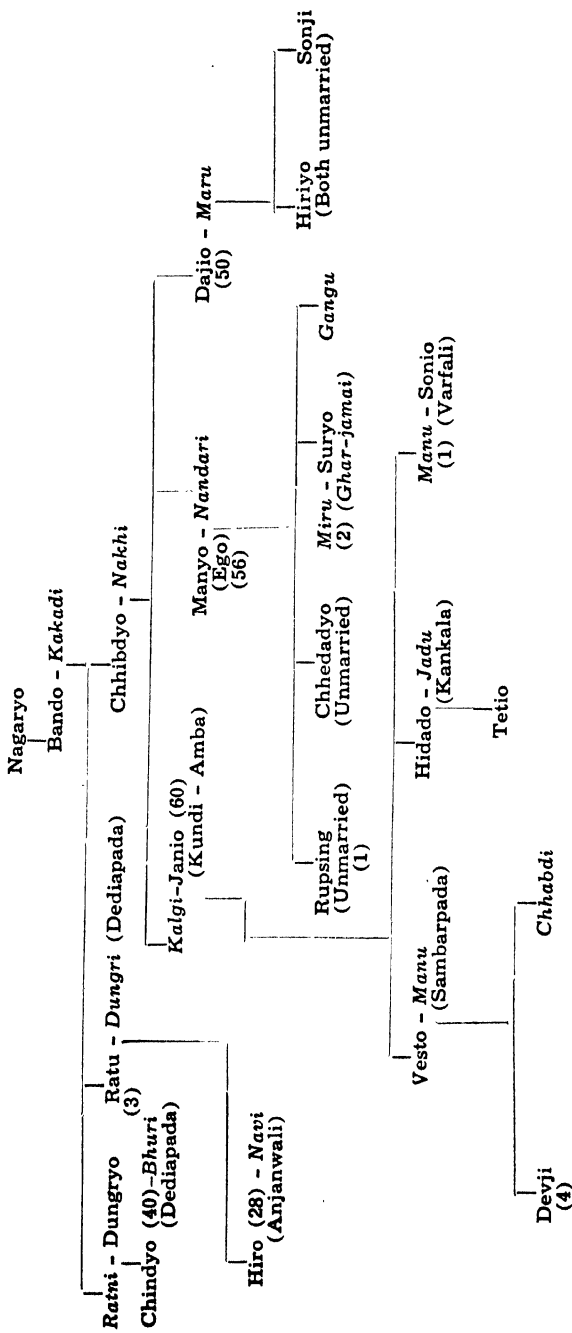 Nagaryo
Bando - Kakadi
Ratni - Dungryo
Chindyo (40)-Bhuri
(Dediapada)
Ratu - Dungri (Dediapada)
(3)
Chhibdyo - Nakhi
Hiro (28) - Navi
(Anjanwali)
Kalgi-Janio (60)
(Kundi - Amba)
Manyo - Nandari
(Ego)
(56)
Dajio - Maru
(50)
Rupsing
(Unmarried)
(1)
Chhedadyo
(Unmarried)
Miru - Suryo
(2) (Ghar-jamai)
Gangu
Hiriyo
(Both unmarried)
Sonji
Vesto - Manu
(Sambarpada)
Hidado - Jadu
(Kankala)
Manu - Sonio
(1) (Varfali)
Devji
(4)
Chhabdi
Tetio